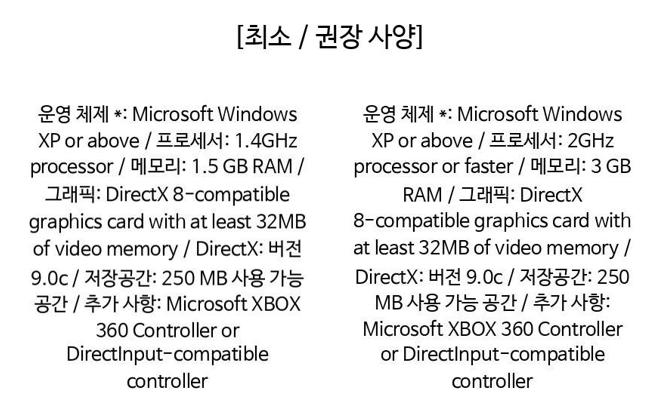 [최소 / 권장 사양]
운영 체제 *: Microsoft Windows
XP or above / 프로세서: 1.4GHz
processor / 메모리: 1.5 GB RAM /
그래픽: DirectX 8-compatible
graphics card with at least 32MB
of video memory / DirectX: 버전
9.0c / 저장공간: 250 MB 사용 가능
공간 / 추가 사항: Microsoft XBOX
360 Controller or
DirectInput-compatible
controller
운영 체제 *: Microsoft Windows
XP or above / 프로세서: 2GHz
processor or faster / 메모리: 3 GB
RAM / 그래픽: DirectX
8-compatible graphics card with
at least 32MB of video memory /
DirectX: 버전 9.0c / 저장공간: 250
MB 사용 가능 공간 / 추가 사항:
Microsoft XBOX 360 Controller
or DirectInput-compatible
controller